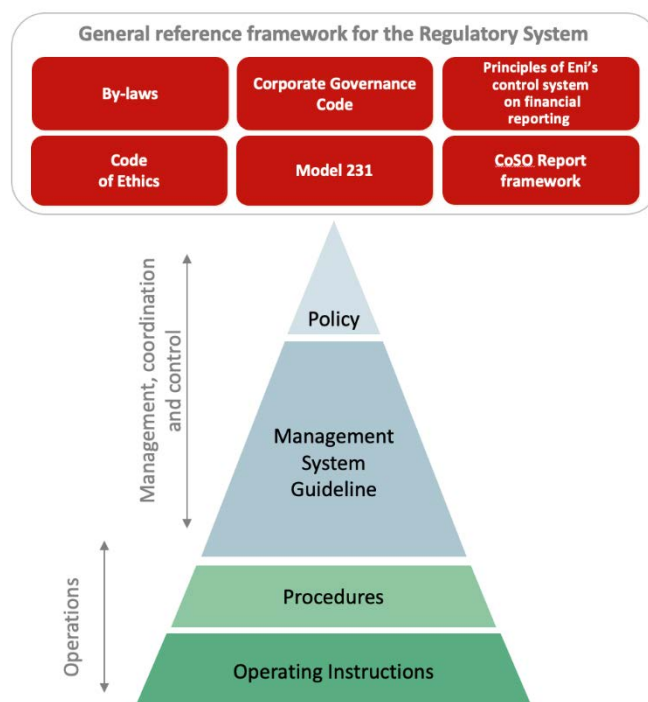 General reference framework for the Regulatory System
By-laws
Corporate Governance
Code
Principles of Eni's
control system
on financial
reporting
Code
of Ethics
Model 231
CoSO Report
framework
Management, coordination
and control
Policy
Management
System
Guideline
Operations
Procedures
Operating Instructions